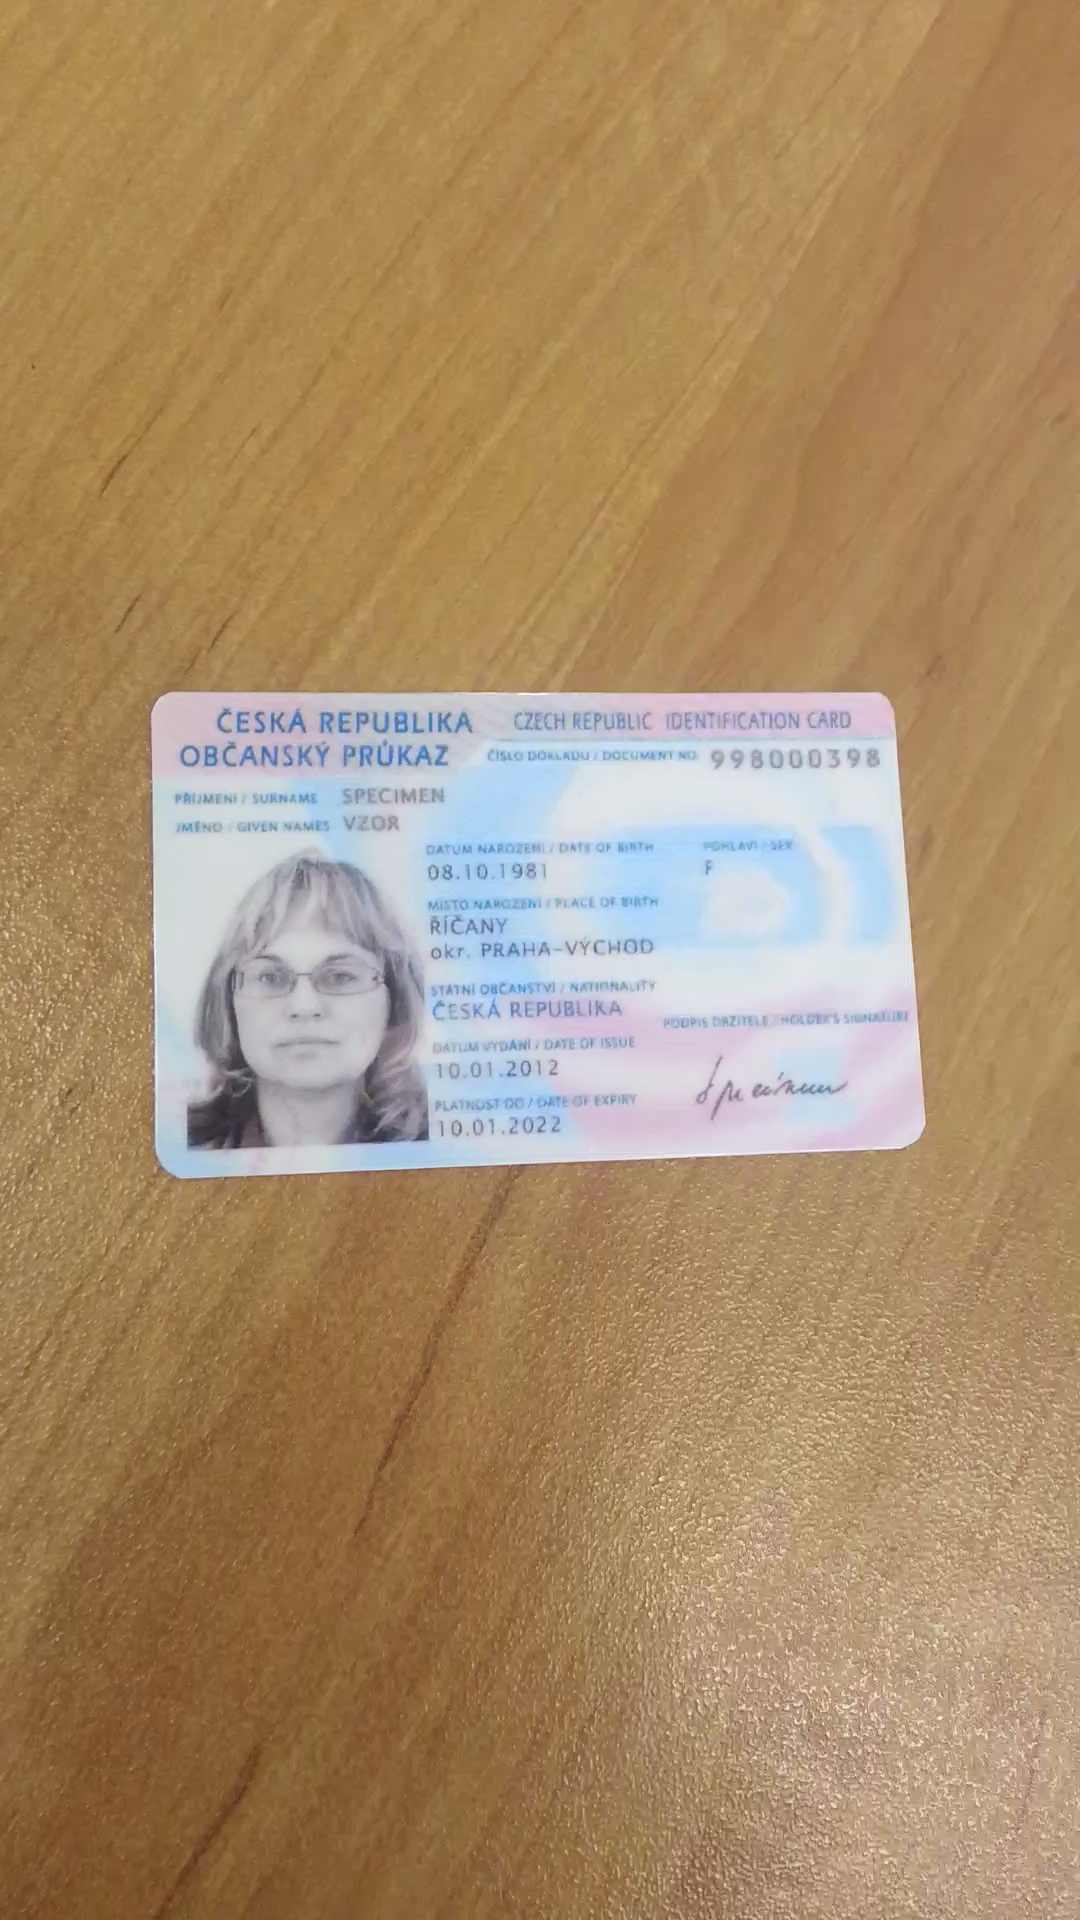 ČESKÁ REPUBLIKA CZECH REPUBLIC IDENTIFICATION CARD
OBČANSKÝ PRŮKAZ ČÍSLO DOKLADU / DOCUMENT NO. 998000398
PŘÍJMENÍ / SURNAME SPECIMEN
JMÉNO / GIVEN NAMES VZOR
DATUM NAROZENÍ / DATE OF BIRTH POHLAVÍ / SEX
08.10.1981 F
MÍSTO NAROZENÍ / PLACE OF BIRTH
ŘÍČANY
okr. PRAHA-VÝCHOD
STÁTNÍ OBČANSTVÍ / NATIONALITY
ČESKÁ REPUBLIKA
PODPIS DRŽITELE / HOLDER'S SIGNATURE
DATUM VYDÁNÍ / DATE OF ISSUE
10.01.2012
Specimen
PLATNOST DO / DATE OF EXPIRY
10.01.2022